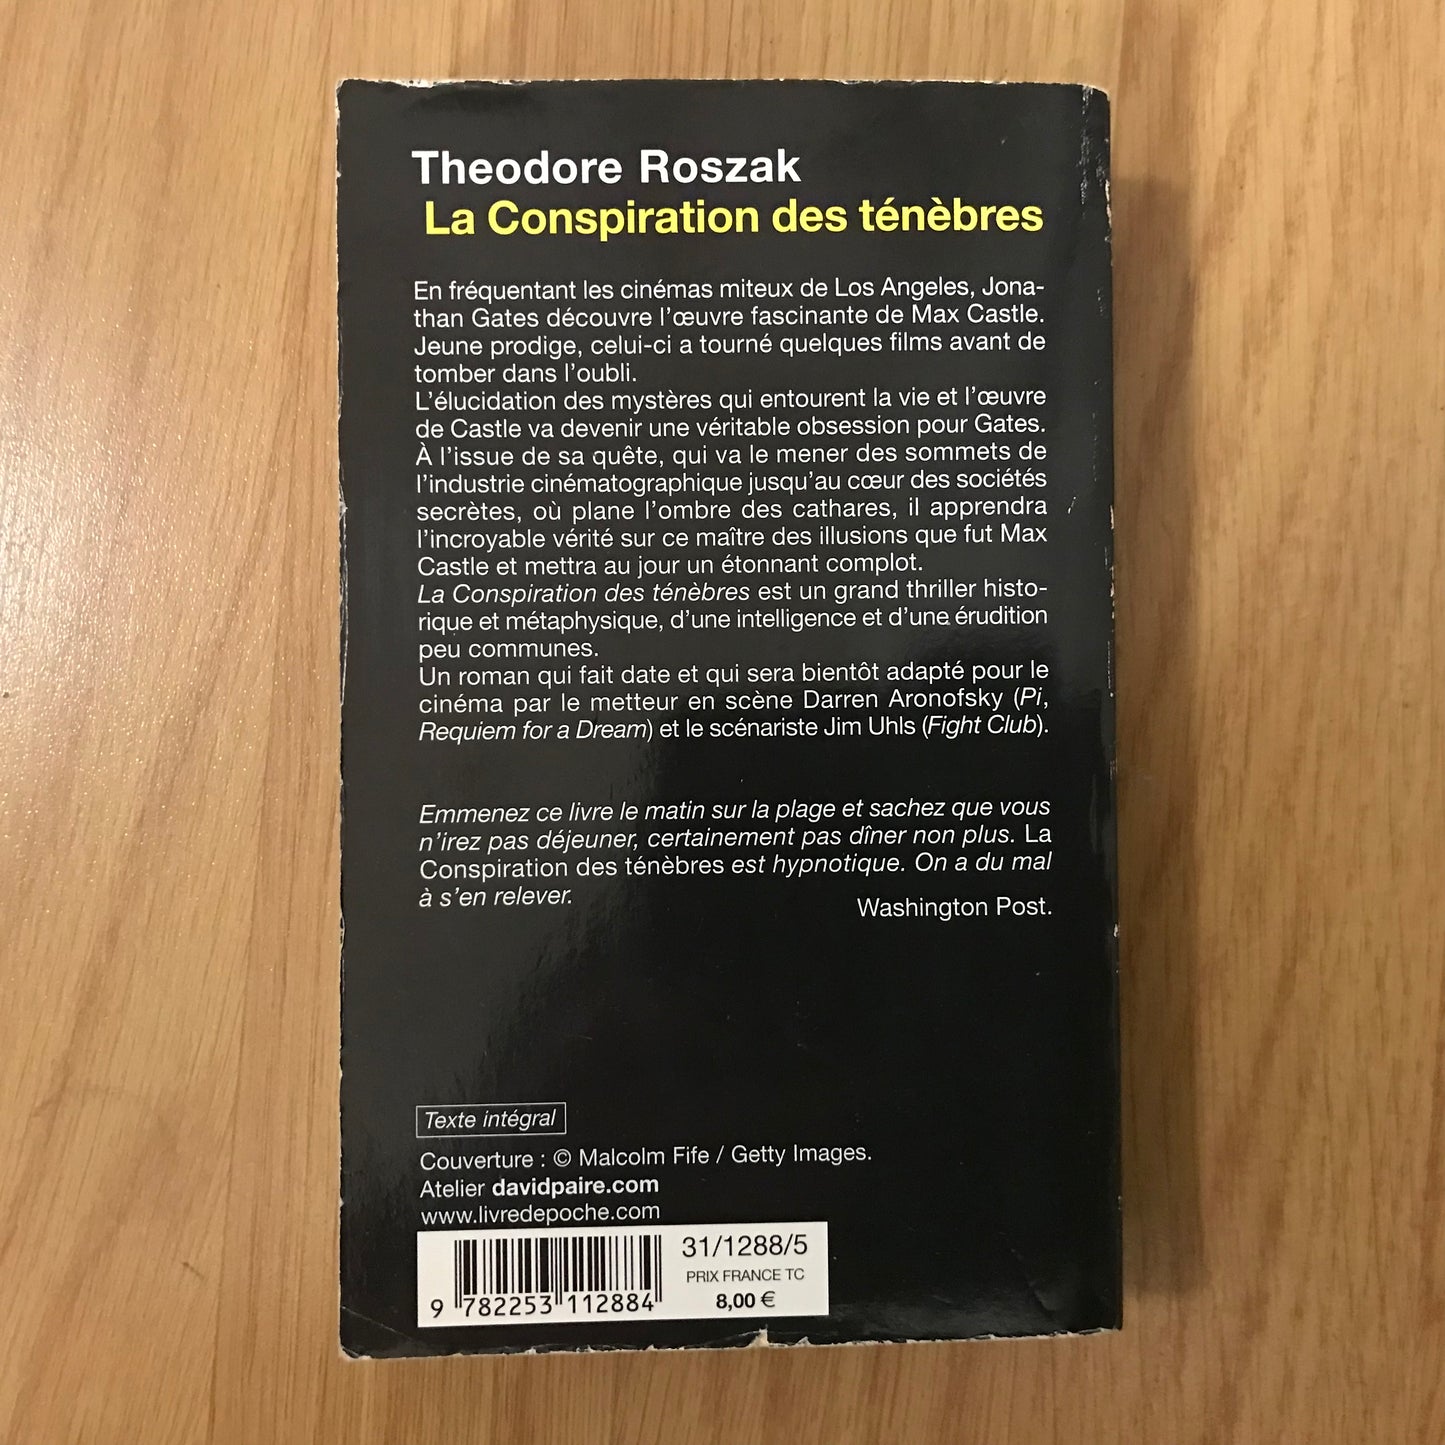 Theodore Roszak
La Conspiration des ténèbres
En fréquentant les cinémas miteux de Los Angeles, Jona-
than Gates découvre l'œuvre fascinante de Max Castle.
Jeune prodige, celui-ci a tourné quelques films avant de
tomber dans l'oubli.
L'élucidation des mystères qui entourent la vie et l'œuvre
de Castle va devenir une véritable obsession pour Gates.
À l'issue de sa quête, qui va le mener des sommets de
l'industrie cinématographique jusqu'au cœur des sociétés
secrètes, où plane l'ombre des cathares, il apprendra
l'incroyable vérité sur ce maître des illusions que fut Max
Castle et mettra au jour un étonnant complot.
La Conspiration des ténèbres est un grand thriller histo-
rique et métaphysique, d'une intelligence et d'une érudition
peu communes.
Un roman qui fait date et qui sera bientôt adapté pour le
cinéma par le metteur en scène Darren Aronofsky (Pi,
Requiem for a Dream) et le scénariste Jim Uhls (Fight Club).
Emmenez ce livre le matin sur la plage et sachez que vous
n'irez pas déjeuner, certainement pas dîner non plus. La
Conspiration des ténèbres est hypnotique. On a du mal
à s'en relever.
Washington Post.
Texte intégral
Couverture : © Malcolm Fife / Getty Images.
Atelier davidpaire.com
www.livredepoche.com
31/1288/5
PRIX FRANCE TC
8,00 €
9 782253 112884